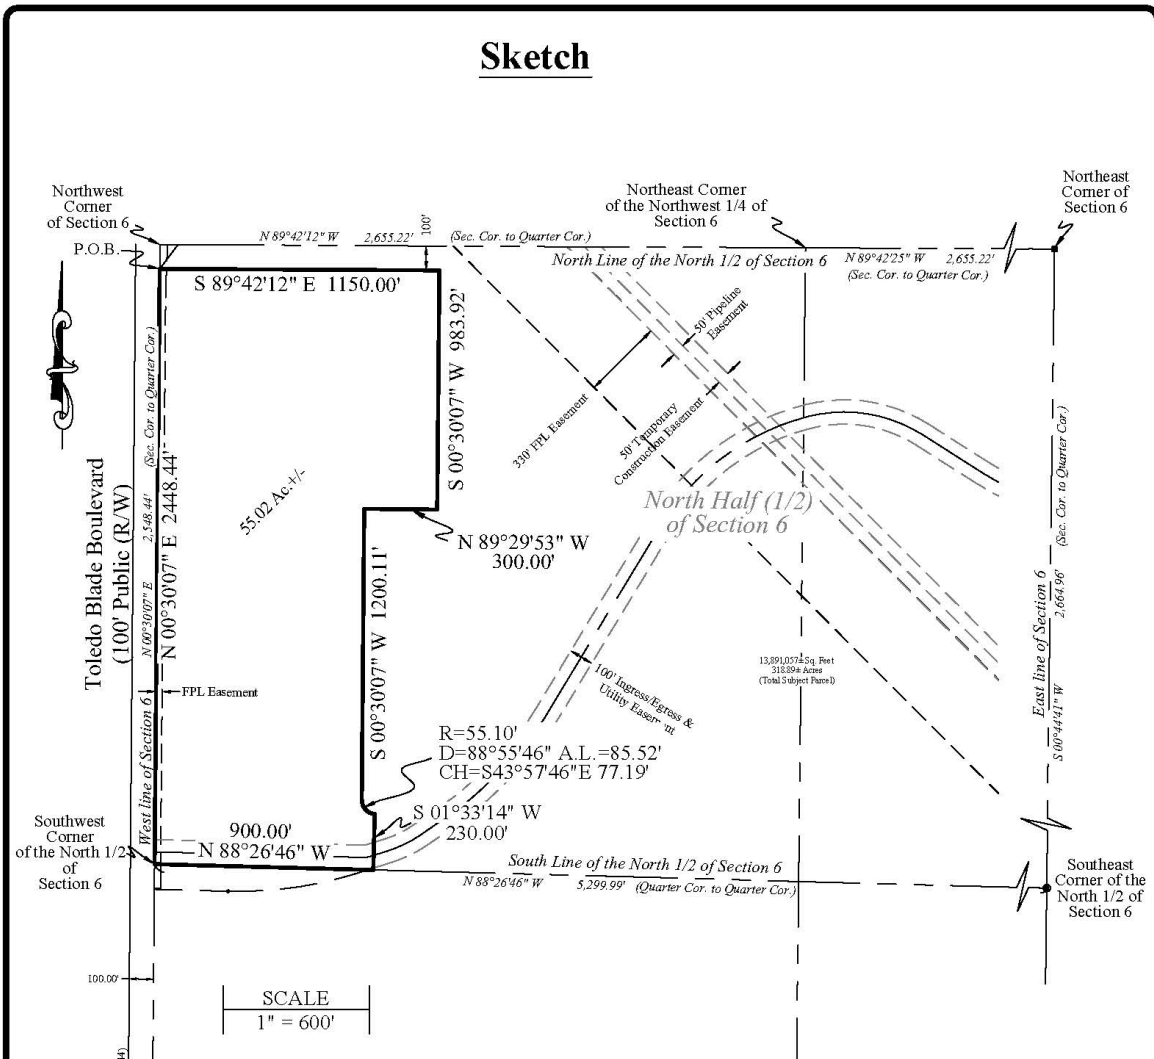 Sketch
Northwest
Corner
of Section 6
Northeast Corner
of the Northwest 1/4 of
Section 6
Northeast
Corner of
Section 6
P.O.B.
N 89°42'12" W 2,655.22' (Sec. Cor. to Quarter Cor.)
100'
North Line of the North 1/2 of Section 6
N 89°42'25" W 2,655.22'
(Sec. Cor. to Quarter Cor.)
S 89°42'12" E 1150.00'
S 00°30'07" W 983.92'
50' Pipeline
Easement
330' FPL Easement
50' Temporary
Construction Easement
North Half (1/2)
of Section 6
55.02 Ac.+/-
N 89°29'53" W
300.00'
Toledo Blade Boulevard
(100' Public (R/W)
N 00°30'07" E 2,548.44' (Sec. Cor. to Quarter Cor.)
N 00°30'07" E 2448.44'
S 00°30'07" W 1200.11'
West line of Section 6
FPL Easement
100' Ingress/Egress &
Utility Easem nt
13,891,057± Sq. Feet
318.89± Acres
(Total Subject Parcel)
East line of Section 6
S 00°44'41" W 2,664.96' (Sec. Cor. to Quarter Cor.)
R=55.10'
D=88°55'46" A.L.=85.52'
CH=S43°57'46"E 77.19'
S 01°33'14" W
230.00'
900.00'
N 88°26'46" W
Southwest
Corner
of the North 1/2
of
Section 6
South Line of the North 1/2 of Section 6
N 88°26'46" W 5,299.99' (Quarter Cor. to Quarter Cor.)
Southeast
Corner of the
North 1/2 of
Section 6
100.00'
SCALE
1" = 600'